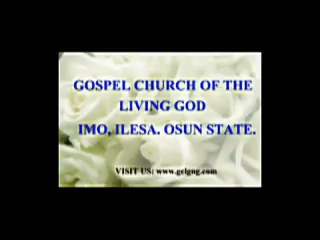 GOSPEL CHURCH OF THE
LIVING GOD
IMO, ILESA. OSUN STATE.
VISIT US: www.gclgng.com